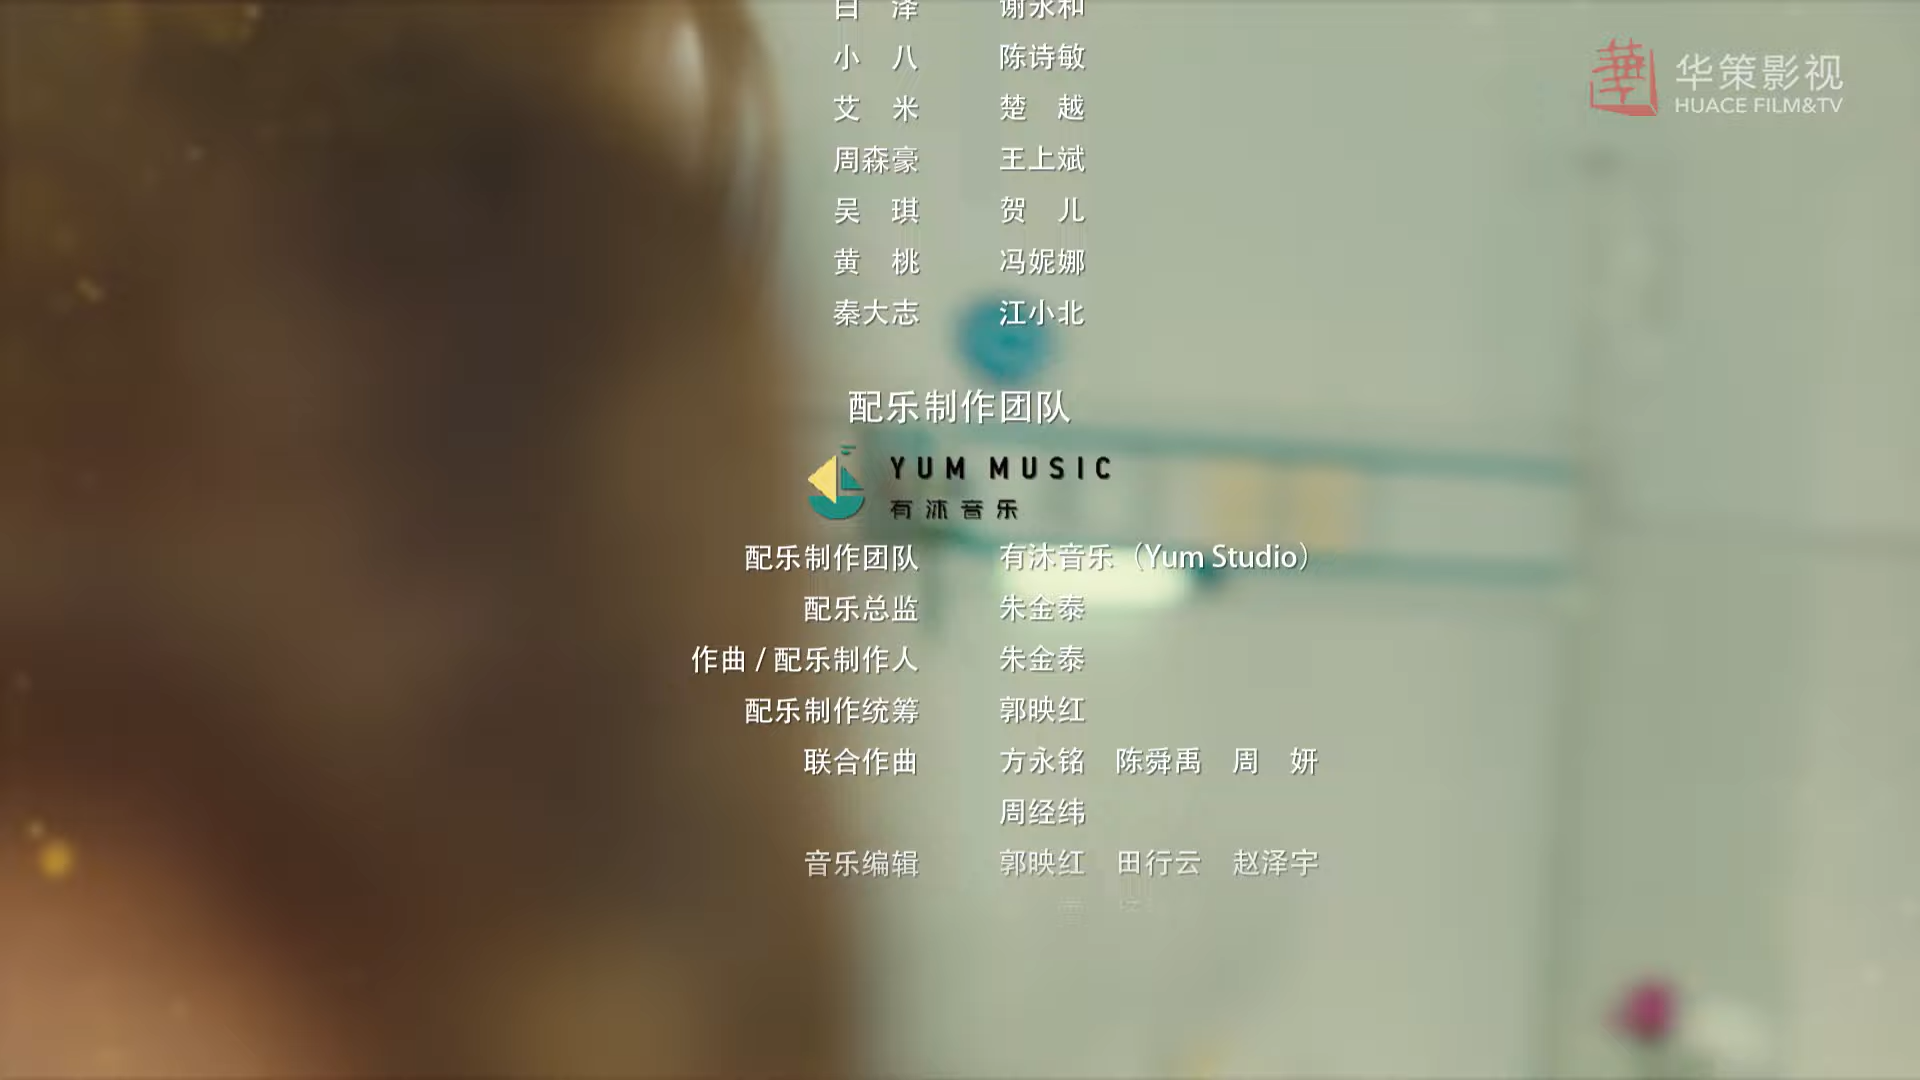 白　泽　谢永和
小　八　陈诗敏
艾　米　楚　越
周森豪　王上斌
吴　琪　贺　儿
黄　桃　冯妮娜
秦大志　江小北
华策影视
HUACE FILM&TV
配乐制作团队
YUM MUSIC
有沐音乐
配乐制作团队　有沐音乐（Yum Studio）
配乐总监　朱金泰
作曲 / 配乐制作人　朱金泰
配乐制作统筹　郭映红
联合作曲　方永铭　陈舜禹　周　妍
周经纬
音乐编辑　郭映红　田行云　赵泽宇